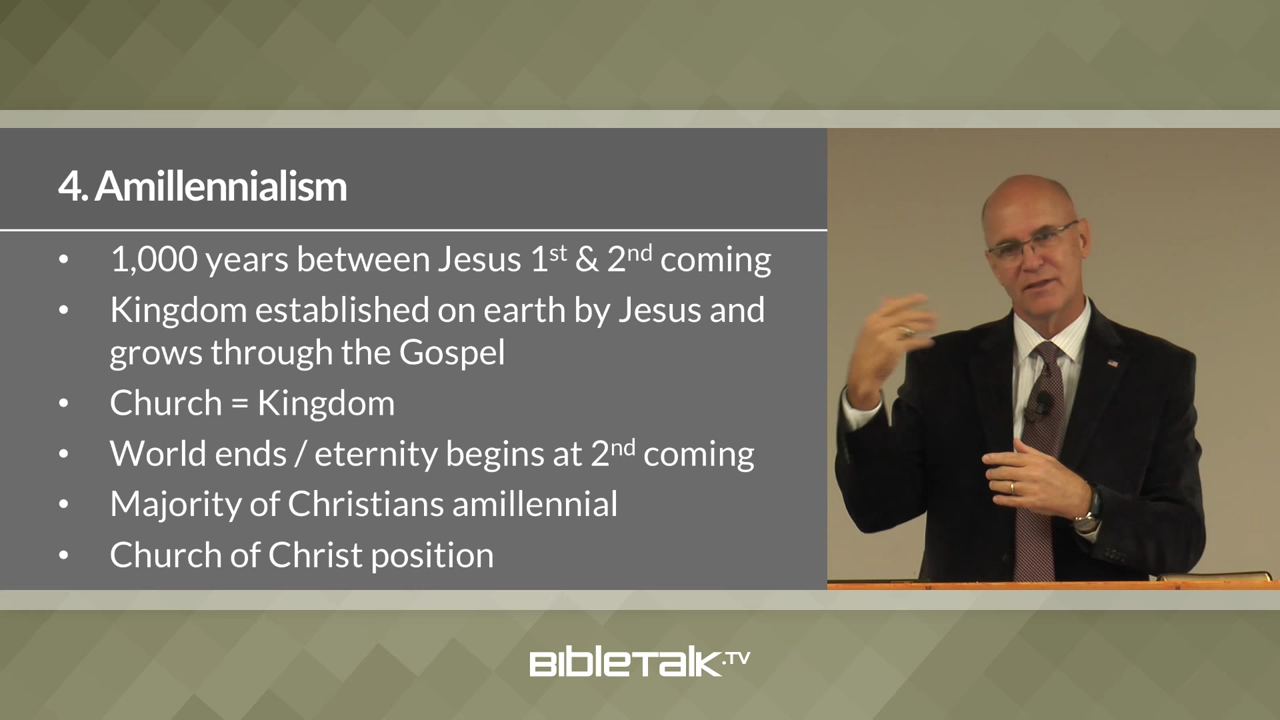 4. Amillennialism
• 1,000 years between Jesus 1st & 2nd coming
• Kingdom established on earth by Jesus and
grows through the Gospel
• Church = Kingdom
• World ends / eternity begins at 2nd coming
• Majority of Christians amillennial
• Church of Christ position
BibleTalk.TV